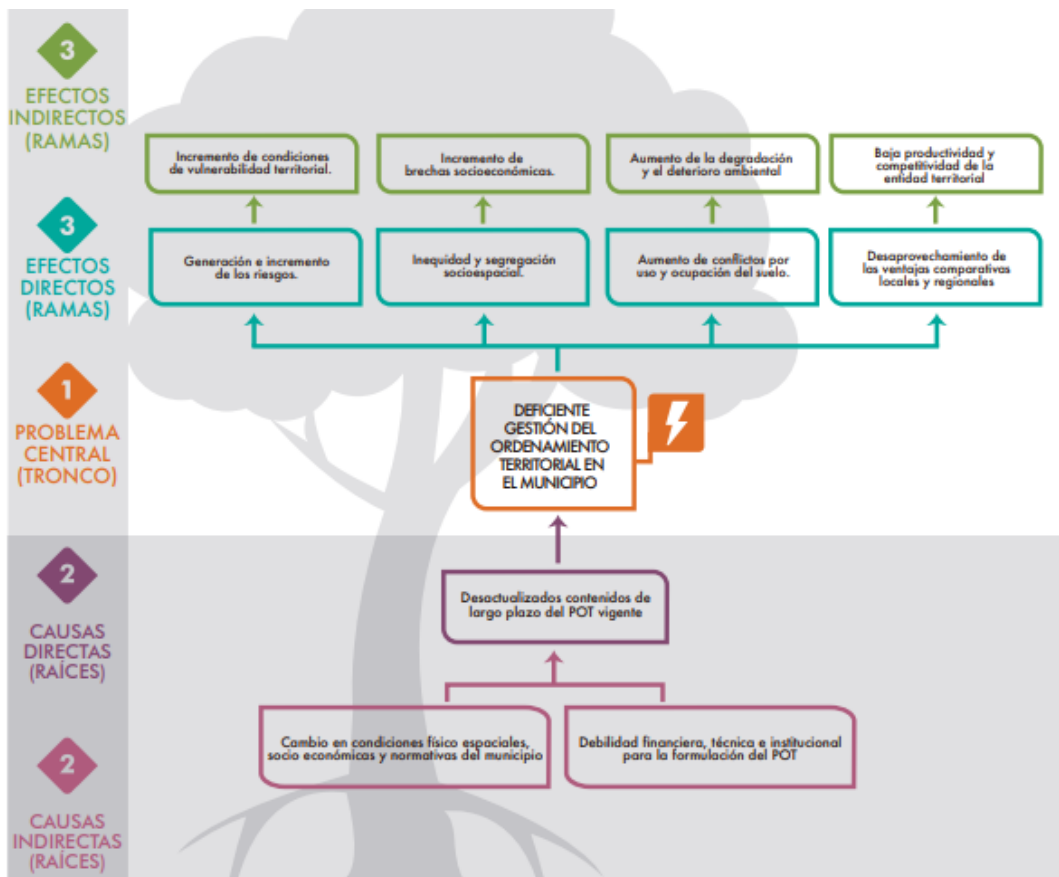 3
EFECTOS
INDIRECTOS
(RAMAS)
Incremento de condiciones
de vulnerabilidad territorial.
Incremento de
brechas socioeconómicas.
Aumento de la degradación
y el deterioro ambiental
Baja productividad y
competitividad de la
entidad territorial
3
EFECTOS
DIRECTOS
(RAMAS)
Generación e incremento
de los riesgos.
Inequidad y segregación
socioespacial.
Aumento de conflictos por
uso y ocupación del suelo.
Desaprovechamiento de
las ventajas comparativas
locales y regionales
1
PROBLEMA
CENTRAL
(TRONCO)
DEFICIENTE
GESTIÓN DEL
ORDENAMIENTO
TERRITORIAL EN
EL MUNICIPIO
2
CAUSAS
DIRECTAS
(RAÍCES)
Desactualizados contenidos de
largo plazo del POT vigente
2
CAUSAS
INDIRECTAS
(RAÍCES)
Cambio en condiciones físico espaciales,
socio económicas y normativas del municipio
Debilidad financiera, técnica e institucional
para la formulación del POT